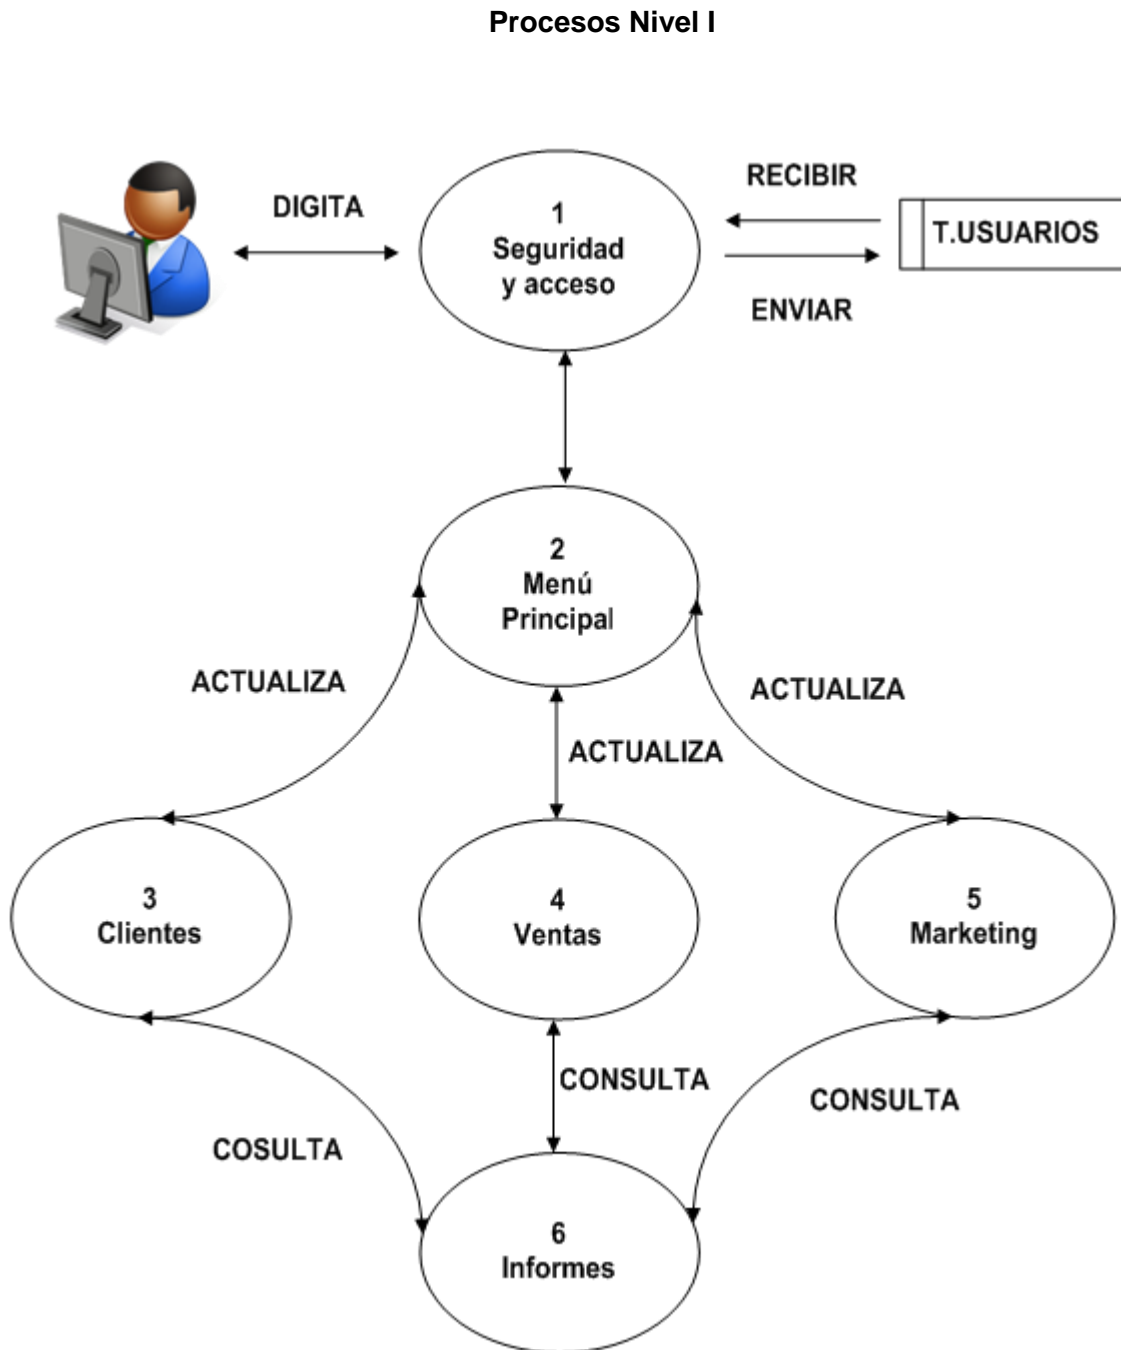 Procesos Nivel I
DIGITA
1
Seguridad
y acceso
RECIBIR
T.USUARIOS
ENVIAR
2
Menú
Principal
ACTUALIZA
ACTUALIZA
ACTUALIZA
3
Clientes
4
Ventas
5
Marketing
COSULTA
CONSULTA
CONSULTA
6
Informes